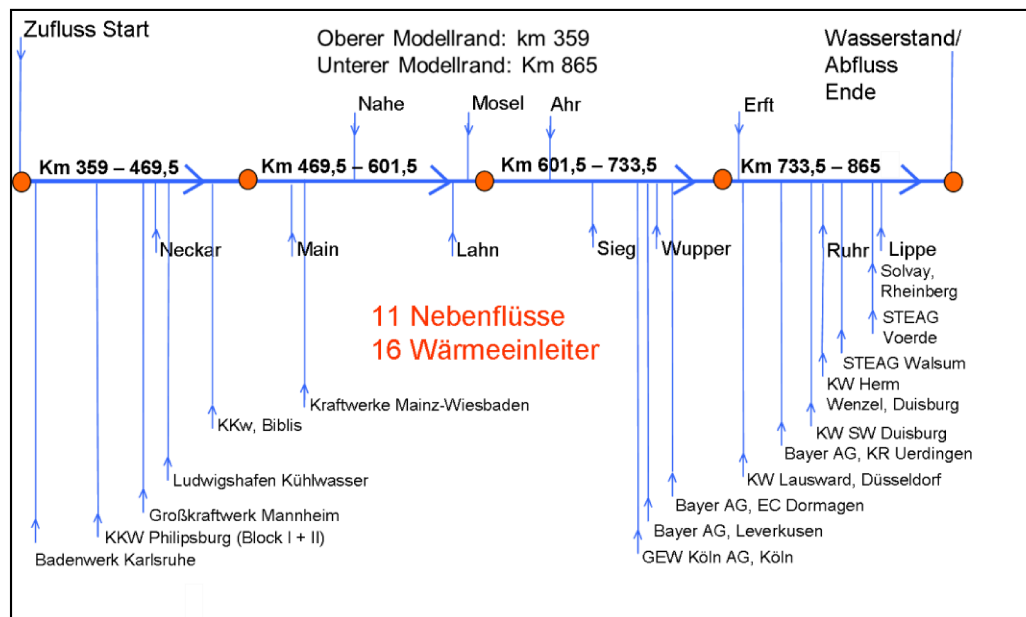 Zufluss Start
Oberer Modellrand: km 359
Unterer Modellrand: Km 865
Wasserstand/
Abfluss
Ende
Nahe
Mosel
Ahr
Erft
Km 359 – 469,5
Km 469,5 – 601,5
Km 601,5 – 733,5
Km 733,5 – 865
Neckar
Main
Lahn
Sieg
Wupper
Ruhr
Lippe
Solvay,
Rheinberg
11 Nebenflüsse
16 Wärmeeinleiter
STEAG
Voerde
STEAG Walsum
KW Herm
Wenzel, Duisburg
Kraftwerke Mainz-Wiesbaden
KKw, Biblis
KW SW Duisburg
Bayer AG, KR Uerdingen
Ludwigshafen Kühlwasser
KW Lausward, Düsseldorf
Bayer AG, EC Dormagen
Großkraftwerk Mannheim
Bayer AG, Leverkusen
KKW Philipsburg (Block I + II)
Badenwerk Karlsruhe
GEW Köln AG, Köln